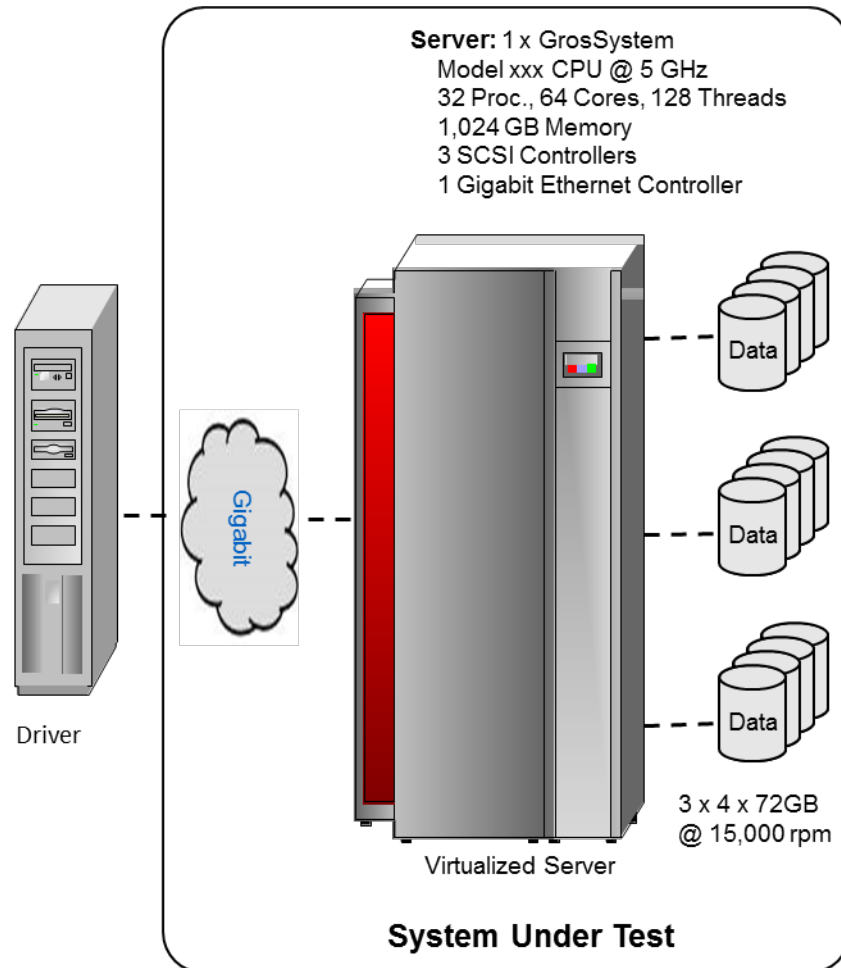 Server: 1 x GrosSystem
Model xxx CPU @ 5 GHz
32 Proc., 64 Cores, 128 Threads
1,024 GB Memory
3 SCSI Controllers
1 Gigabit Ethernet Controller
Data
Gigabit
Data
Data
Driver
3 x 4 x 72GB
@ 15,000 rpm
Virtualized Server
System Under Test